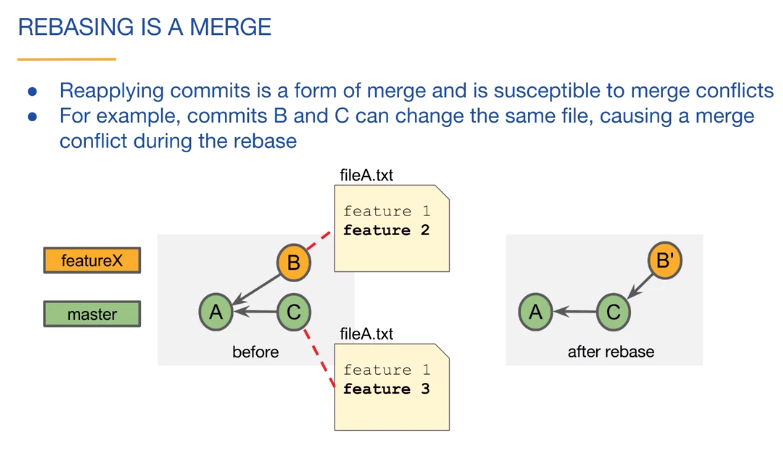 REBASING IS A MERGE
● Reapplying commits is a form of merge and is susceptible to merge conflicts
● For example, commits B and C can change the same file, causing a merge
conflict during the rebase
fileA.txt
feature 1
feature 2
featureX
B
B'
master
A
C
A
C
before
after rebase
fileA.txt
feature 1
feature 3